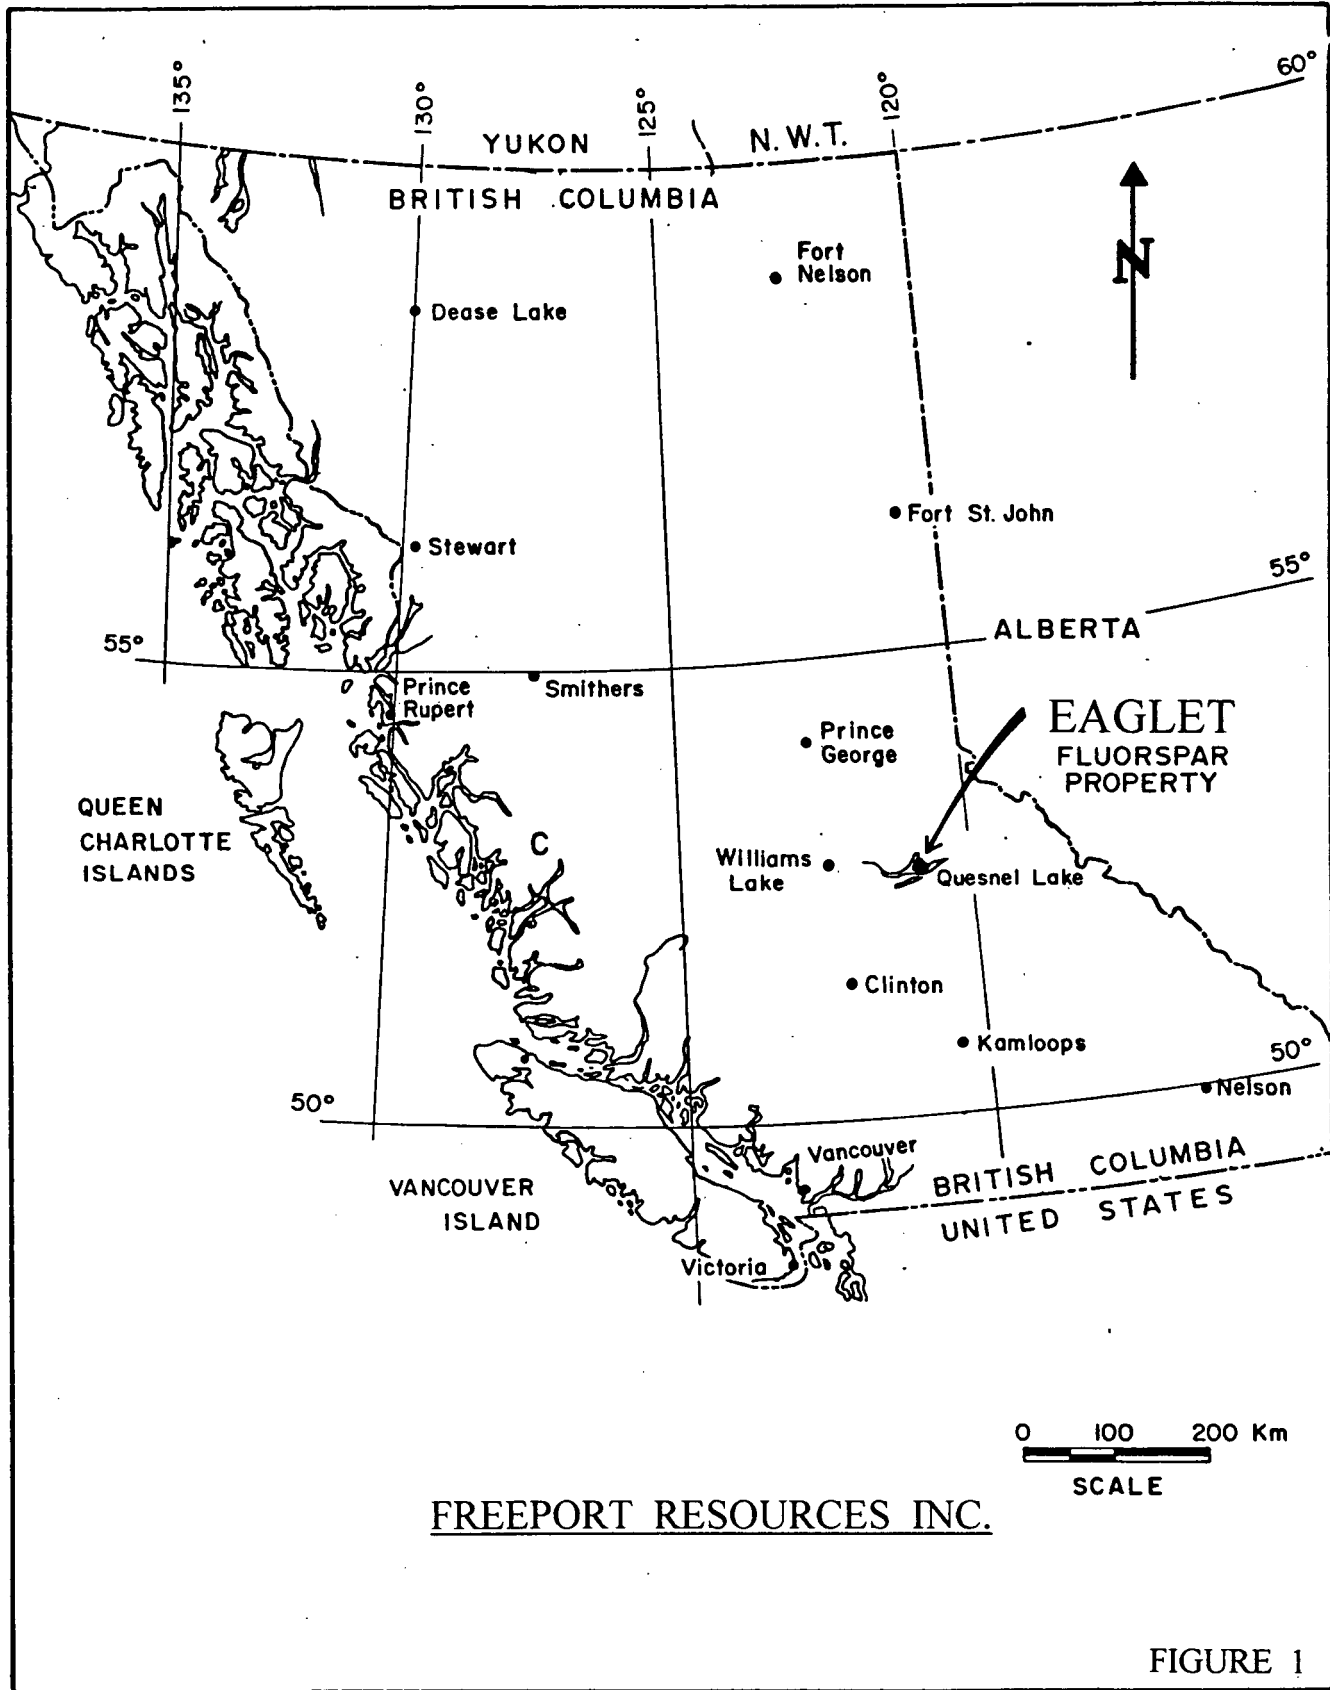 135°
130°
125°
120°
60°
YUKON
N.W.T.
BRITISH COLUMBIA
N
Fort
Nelson
Dease Lake
Fort St. John
Stewart
55°
55°
ALBERTA
Prince
Rupert
Smithers
EAGLET
FLUORSPAR
PROPERTY
Prince
George
QUEEN
CHARLOTTE
ISLANDS
C
Williams
Lake
Quesnel Lake
Clinton
Kamloops
50°
50°
Nelson
Vancouver
BRITISH COLUMBIA
UNITED STATES
VANCOUVER
ISLAND
Victoria
0 100 200 Km
SCALE
FREEPORT RESOURCES INC.
FIGURE 1